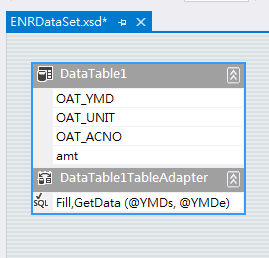 ENRDataSet.xsd*
DataTable1
OAT_YMD
OAT_UNIT
OAT_ACNO
amt
DataTable1TableAdapter
SQL Fill,GetData (@YMDs, @YMDe)